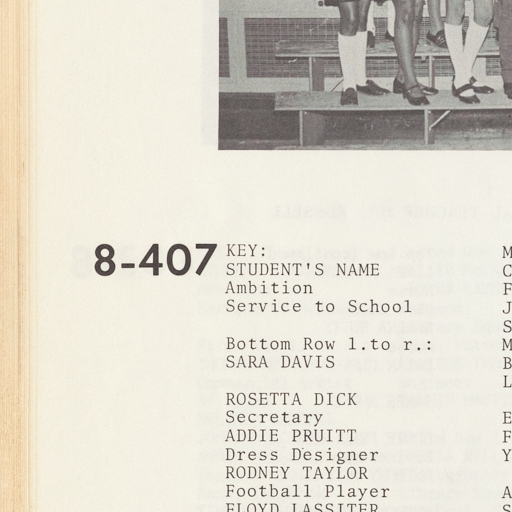 8-407
KEY:
STUDENT'S NAME
Ambition
Service to School
Bottom Row l.to r.:
SARA DAVIS
ROSETTA DICK
Secretary
ADDIE PRUITT
Dress Designer
RODNEY TAYLOR
Football Player
FLOYD LASSITER
M
C
F
J
S
M
B
L
E
F
Y
A
S